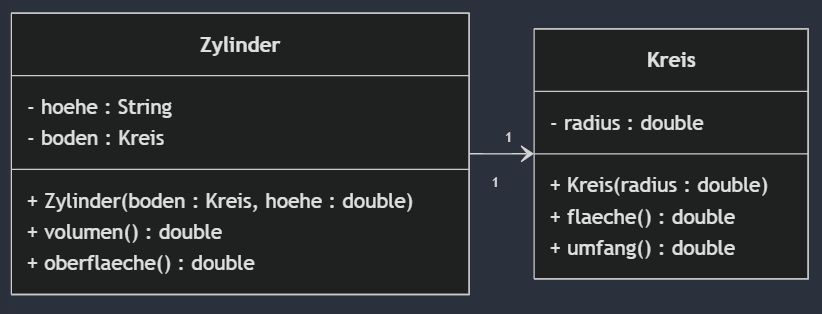 Zylinder
- hoehe : String
- boden : Kreis
+ Zylinder(boden : Kreis, hoehe : double)
+ volumen() : double
+ oberflaeche() : double
1
1
Kreis
- radius : double
+ Kreis(radius : double)
+ flaeche() : double
+ umfang() : double